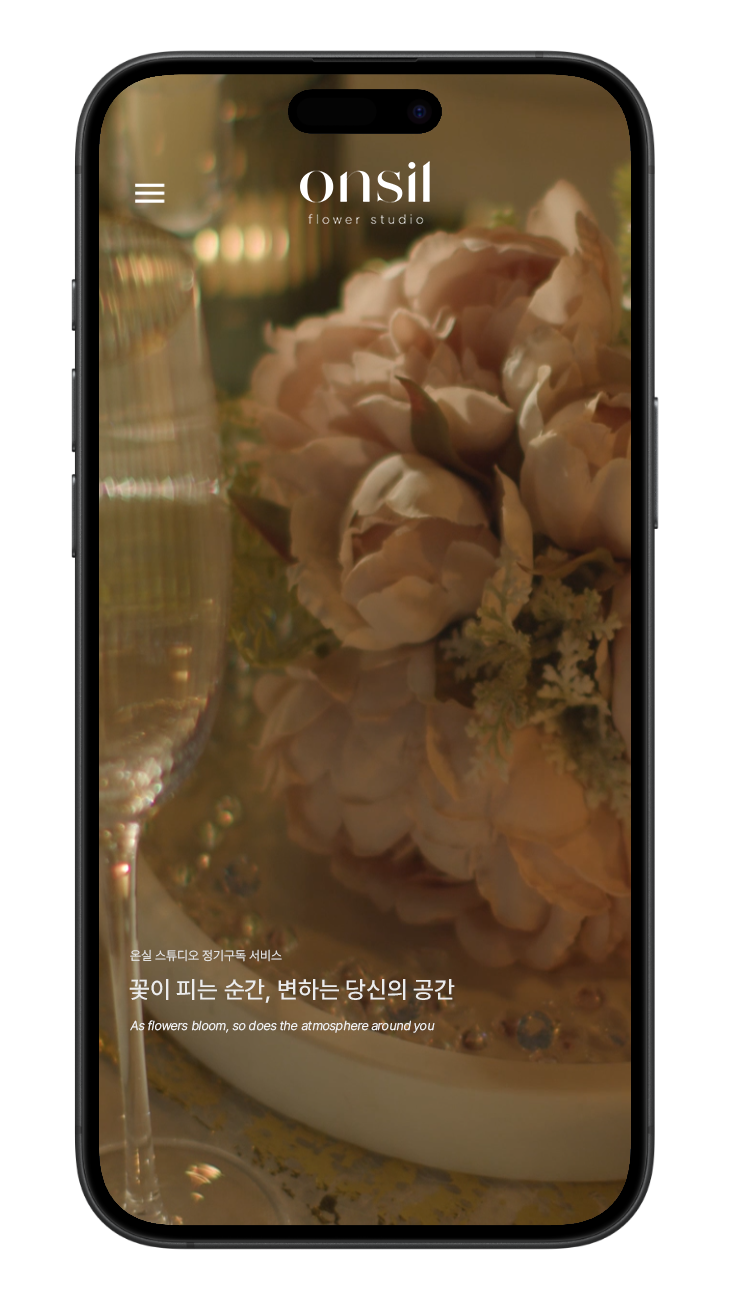 onsil
flower studio
온실 스튜디오 정기구독 서비스
꽃이 피는 순간, 변하는 당신의 공간
As flowers bloom, so does the atmosphere around you